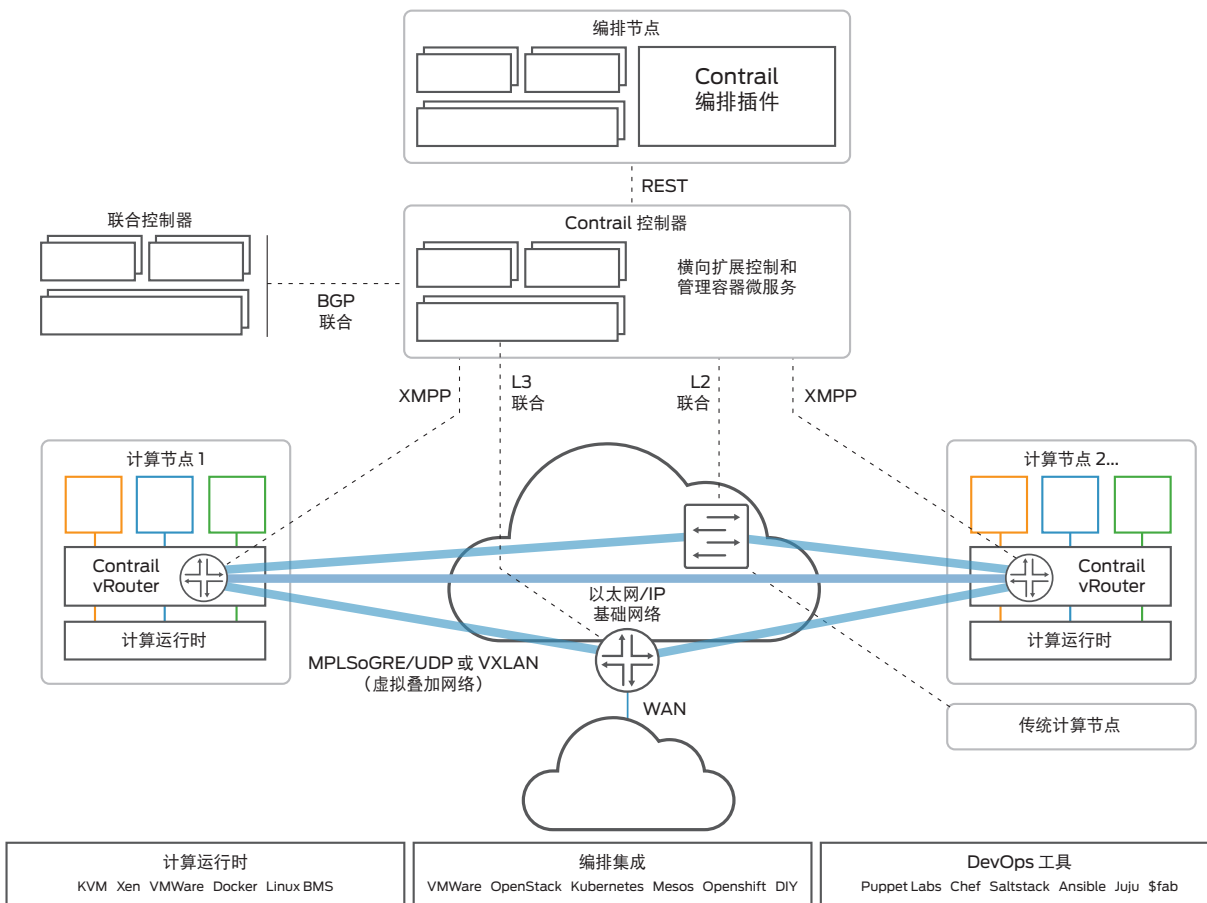 编排节点
Contrail
编排插件
REST
联合控制器
Contrail 控制器
横向扩展控制和
管理容器微服务
BGP
联合
XMPP
L3
联合
L2
联合
XMPP
计算节点 1
计算节点 2...
Contrail
vRouter
Contrail
vRouter
以太网/IP
基础网络
计算运行时
计算运行时
MPLSoGRE/UDP 或 VXLAN
（虚拟叠加网络）
WAN
传统计算节点
计算运行时
KVM Xen VMWare Docker Linux BMS
编排集成
VMWare OpenStack Kubernetes Mesos Openshift DIY
DevOps 工具
Puppet Labs Chef Saltstack Ansible Juju $fab